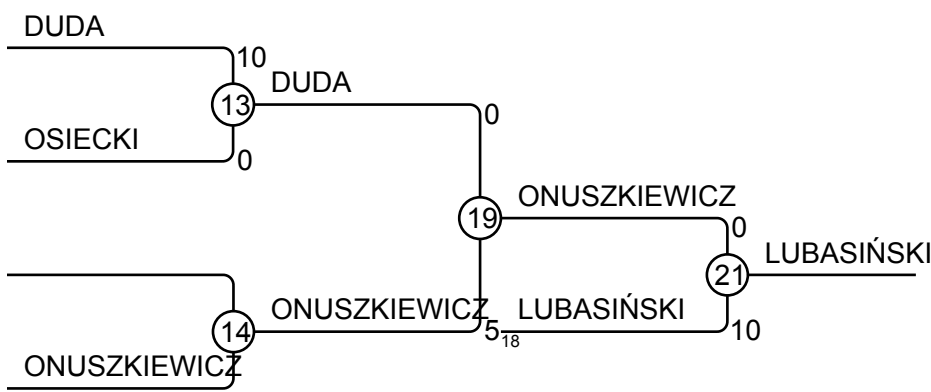 DUDA
10
DUDA
13
0
OSIECKI
0
ONUSZKIEWICZ
19
0
LUBASIŃSKI
21
ONUSZKIEWICZ
5
18
LUBASIŃSKI
10
14
ONUSZKIEWICZ